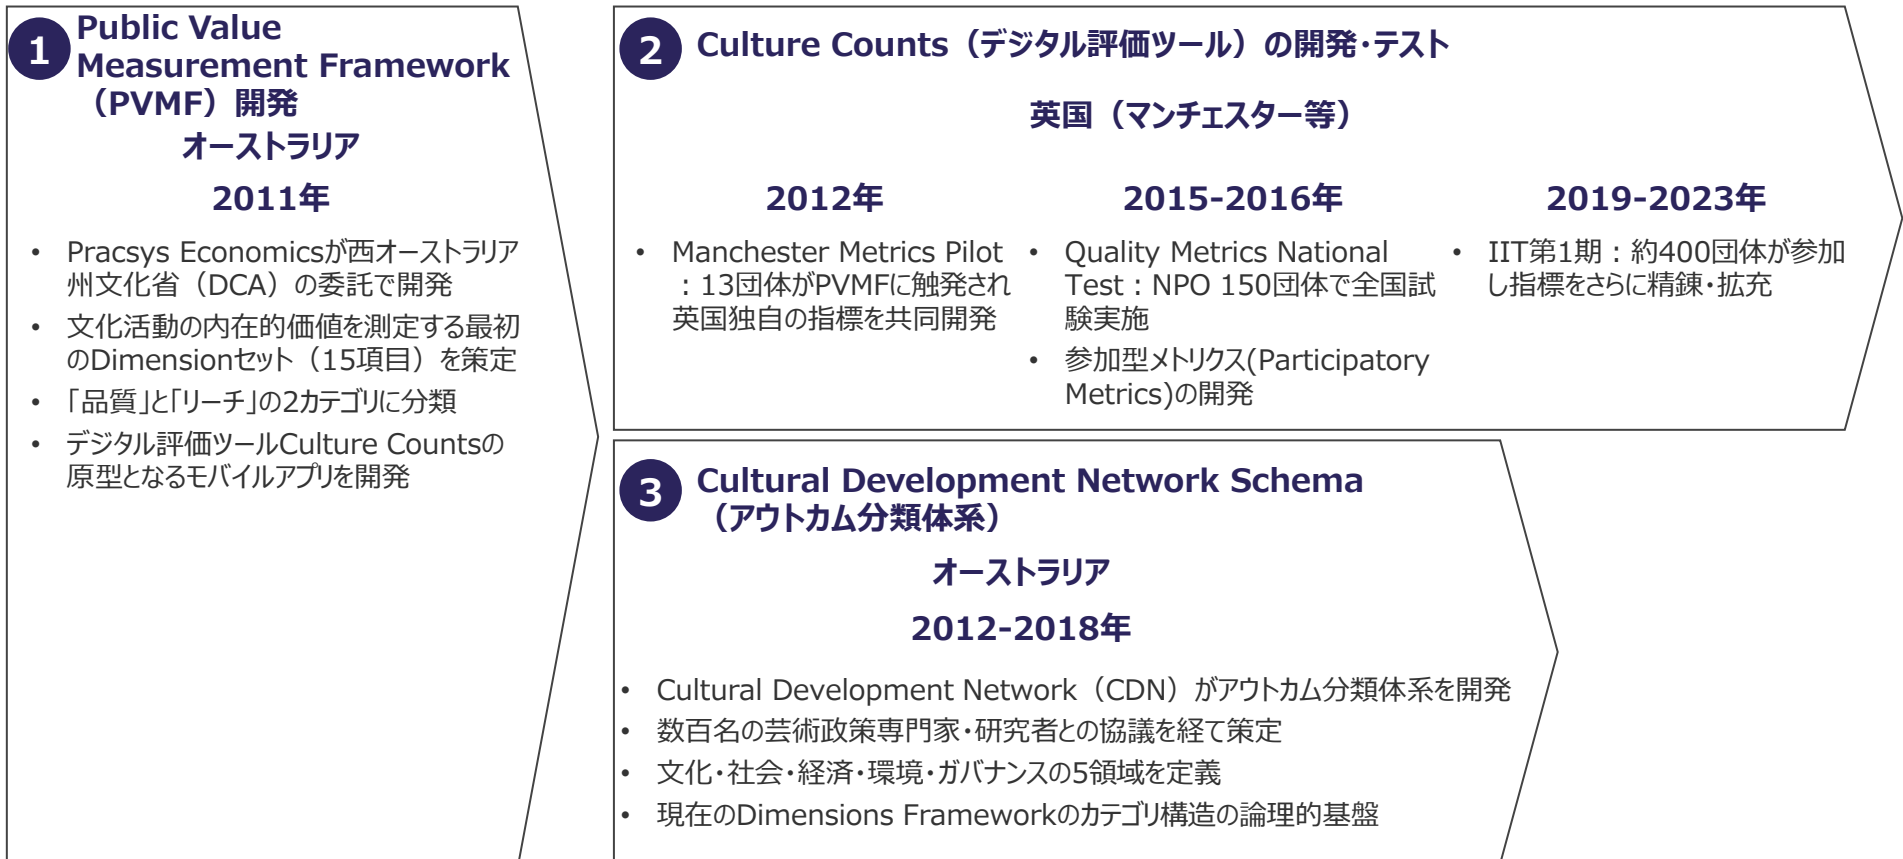 1
Public Value
Measurement Framework
（PVMF）開発
オーストラリア
2011年
• Pracsys Economicsが西オーストラリア
州文化省（DCA）の委託で開発
• 文化活動の内在的価値を測定する最初
のDimensionセット（15項目）を策定
• 「品質」と「リーチ」の2カテゴリに分類
• デジタル評価ツールCulture Countsの
原型となるモバイルアプリを開発
2
Culture Counts（デジタル評価ツール）の開発・テスト
英国（マンチェスター等）
2012年
• Manchester Metrics Pilot
：13団体がPVMFに触発され
英国独自の指標を共同開発
2015-2016年
• Quality Metrics National
Test：NPO 150団体で全国試
験実施
• 参加型メトリクス(Participatory
Metrics)の開発
2019-2023年
• IIT第1期：約400団体が参加
し指標をさらに精錬・拡充
3
Cultural Development Network Schema
（アウトカム分類体系）
オーストラリア
2012-2018年
• Cultural Development Network（CDN）がアウトカム分類体系を開発
• 数百名の芸術政策専門家・研究者との協議を経て策定
• 文化・社会・経済・環境・ガバナンスの5領域を定義
• 現在のDimensions Frameworkのカテゴリ構造の論理的基盤